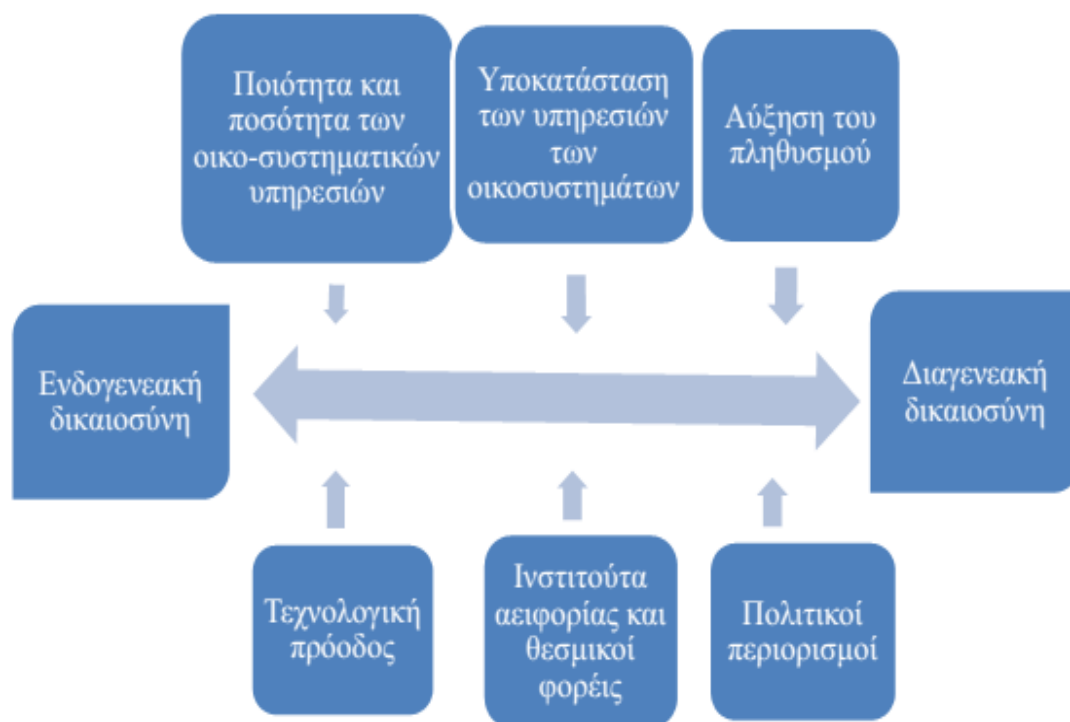 Ποιότητα και
ποσότητα των
οικο-συστηματικών
υπηρεσιών
Υποκατάσταση
των υπηρεσιών
των
οικοσυστημάτων
Αύξηση του
πληθυσμού
Ενδογενεακή
δικαιοσύνη
Διαγενεακή
δικαιοσύνη
Τεχνολογική
πρόοδος
Ινστιτούτα
αειφορίας και
θεσμικοί
φορέις
Πολιτικοί
περιορισμοί